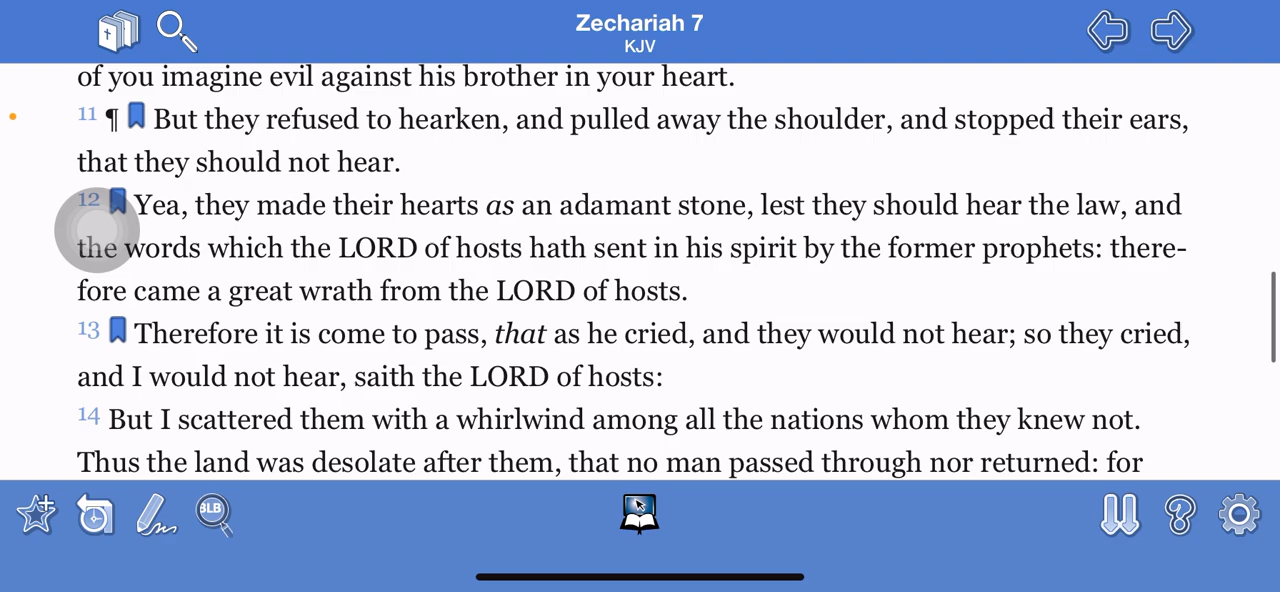 Zechariah 7
KJV
of you imagine evil against his brother in your heart.
11 ¶ But they refused to hearken, and pulled away the shoulder, and stopped their ears,
that they should not hear.
12 Yea, they made their hearts as an adamant stone, lest they should hear the law, and
the words which the LORD of hosts hath sent in his spirit by the former prophets: there-
fore came a great wrath from the LORD of hosts.
13 Therefore it is come to pass, that as he cried, and they would not hear; so they cried,
and I would not hear, saith the LORD of hosts:
14 But I scattered them with a whirlwind among all the nations whom they knew not.
Thus the land was desolate after them, that no man passed through nor returned: for
BLB